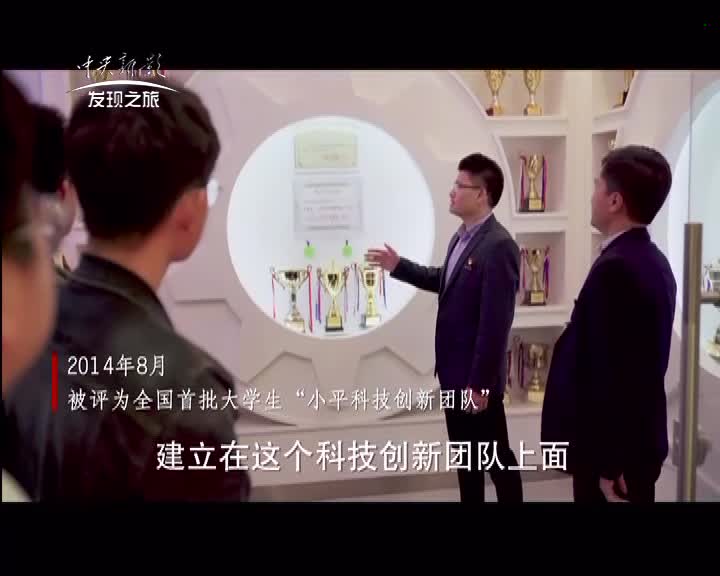 中央新影
发现之旅
2014年8月
被评为全国首批大学生“小平科技创新团队”
建立在这个科技创新团队上面